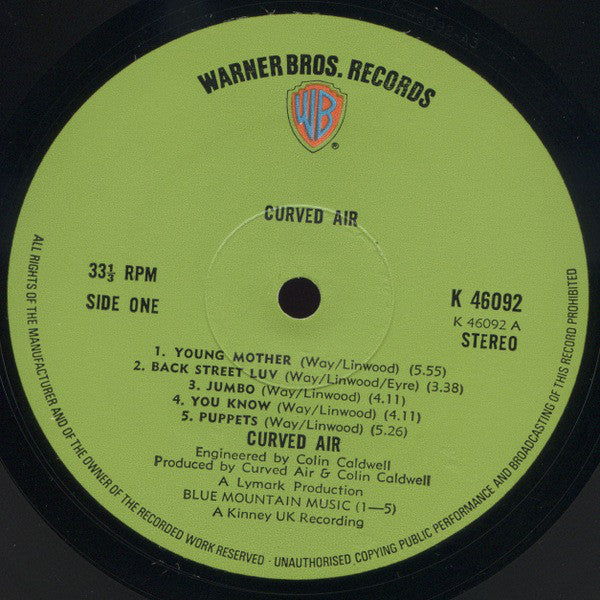 WARNER BROS. RECORDS
WB
®
CURVED AIR
33⅓ RPM
SIDE ONE
K 46092
K 46092 A
STEREO
1. YOUNG MOTHER (Way/Linwood) (5.55)
2. BACK STREET LUV (Way/Linwood/Eyre) (3.38)
3. JUMBO (Way/Linwood) (4.11)
4. YOU KNOW (Way/Linwood) (4.11)
5. PUPPETS (Way/Linwood) (5.26)
CURVED AIR
Engineered by Colin Caldwell
Produced by Curved Air & Colin Caldwell
A Lymark Production
BLUE MOUNTAIN MUSIC (1—5)
A Kinney UK Recording
ALL RIGHTS OF THE MANUFACTURER AND OF THE OWNER OF THE RECORDED WORK RESERVED - UNAUTHORISED COPYING PUBLIC PERFORMANCE AND BROADCASTING OF THIS RECORD PROHIBITED